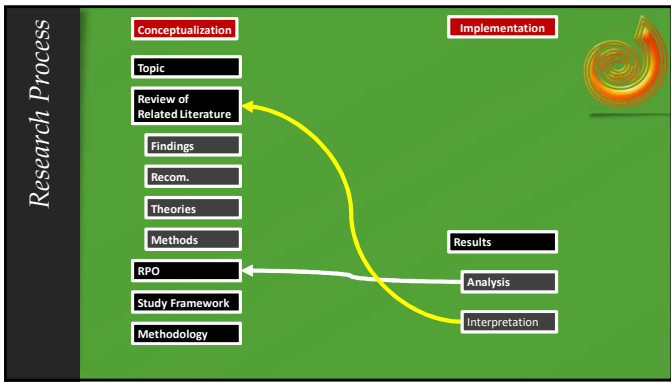 Research Process
Conceptualization
Topic
Review of
Related Literature
Findings
Recom.
Theories
Methods
RPO
Study Framework
Methodology
Implementation
Results
Analysis
Interpretation